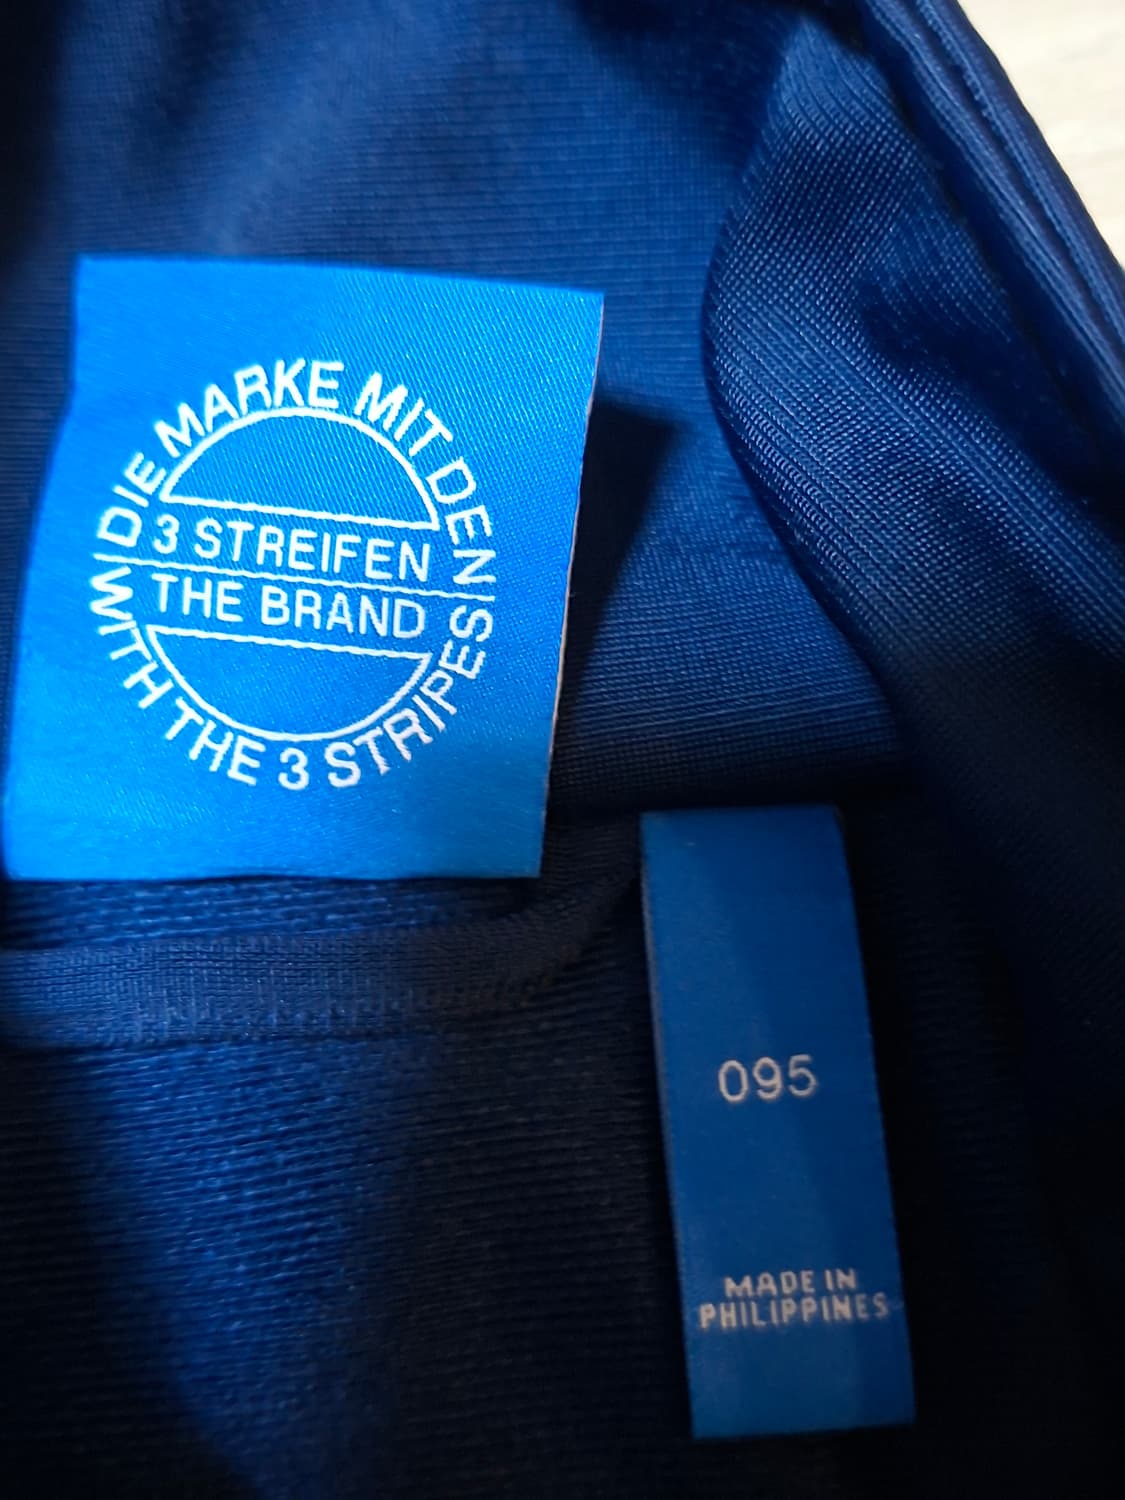 DIE MARKE MIT DEN
3 STREIFEN
THE BRAND
WITH THE 3 STRIPES
095
MADE IN
PHILIPPINES